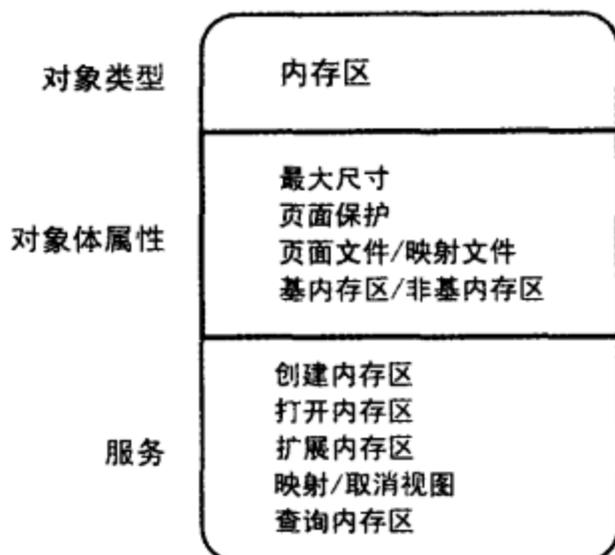 对象类型
内存区
对象体属性
最大尺寸
页面保护
页面文件/映射文件
基内存区/非基内存区
服务
创建内存区
打开内存区
扩展内存区
映射/取消视图
查询内存区